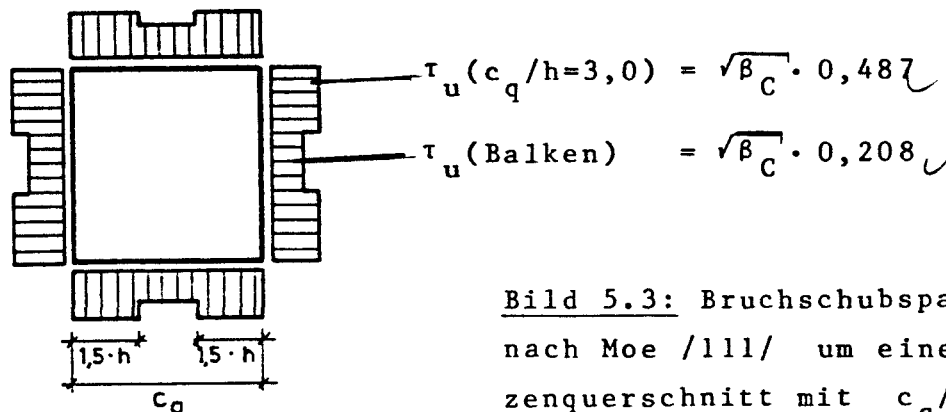 τu(cq/h=3,0) = √βC · 0,487
τu(Balken) = √βC · 0,208
Bild 5.3: Bruchschubspa
nach Moe /111/ um eine
zenquerschnitt mit cq/
1,5·h 1,5·h
cq